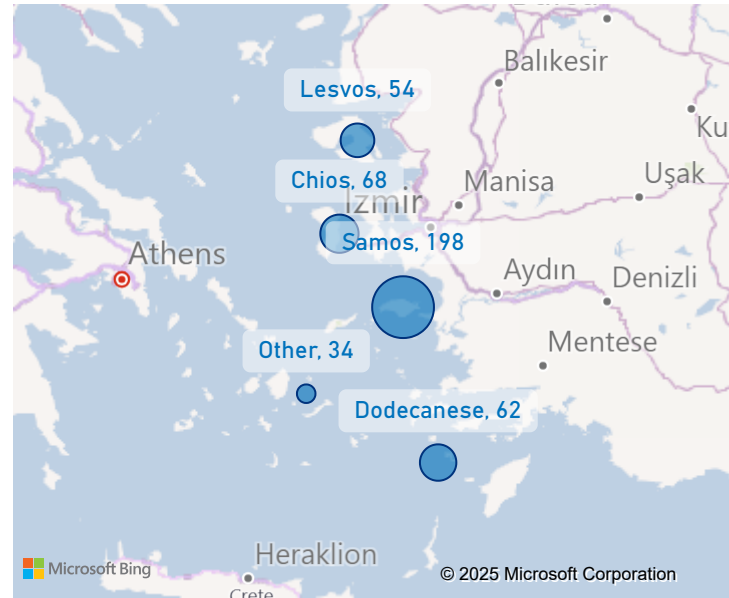 Balıkesir
Lesvos, 54
Ku
Chios, 68
Uşak
Manisa
İzmir
Samos, 198
Athens
Aydın
Denizli
Mentese
Other, 34
Dodecanese, 62
Heraklion
Microsoft Bing
© 2025 Microsoft Corporation
Crete